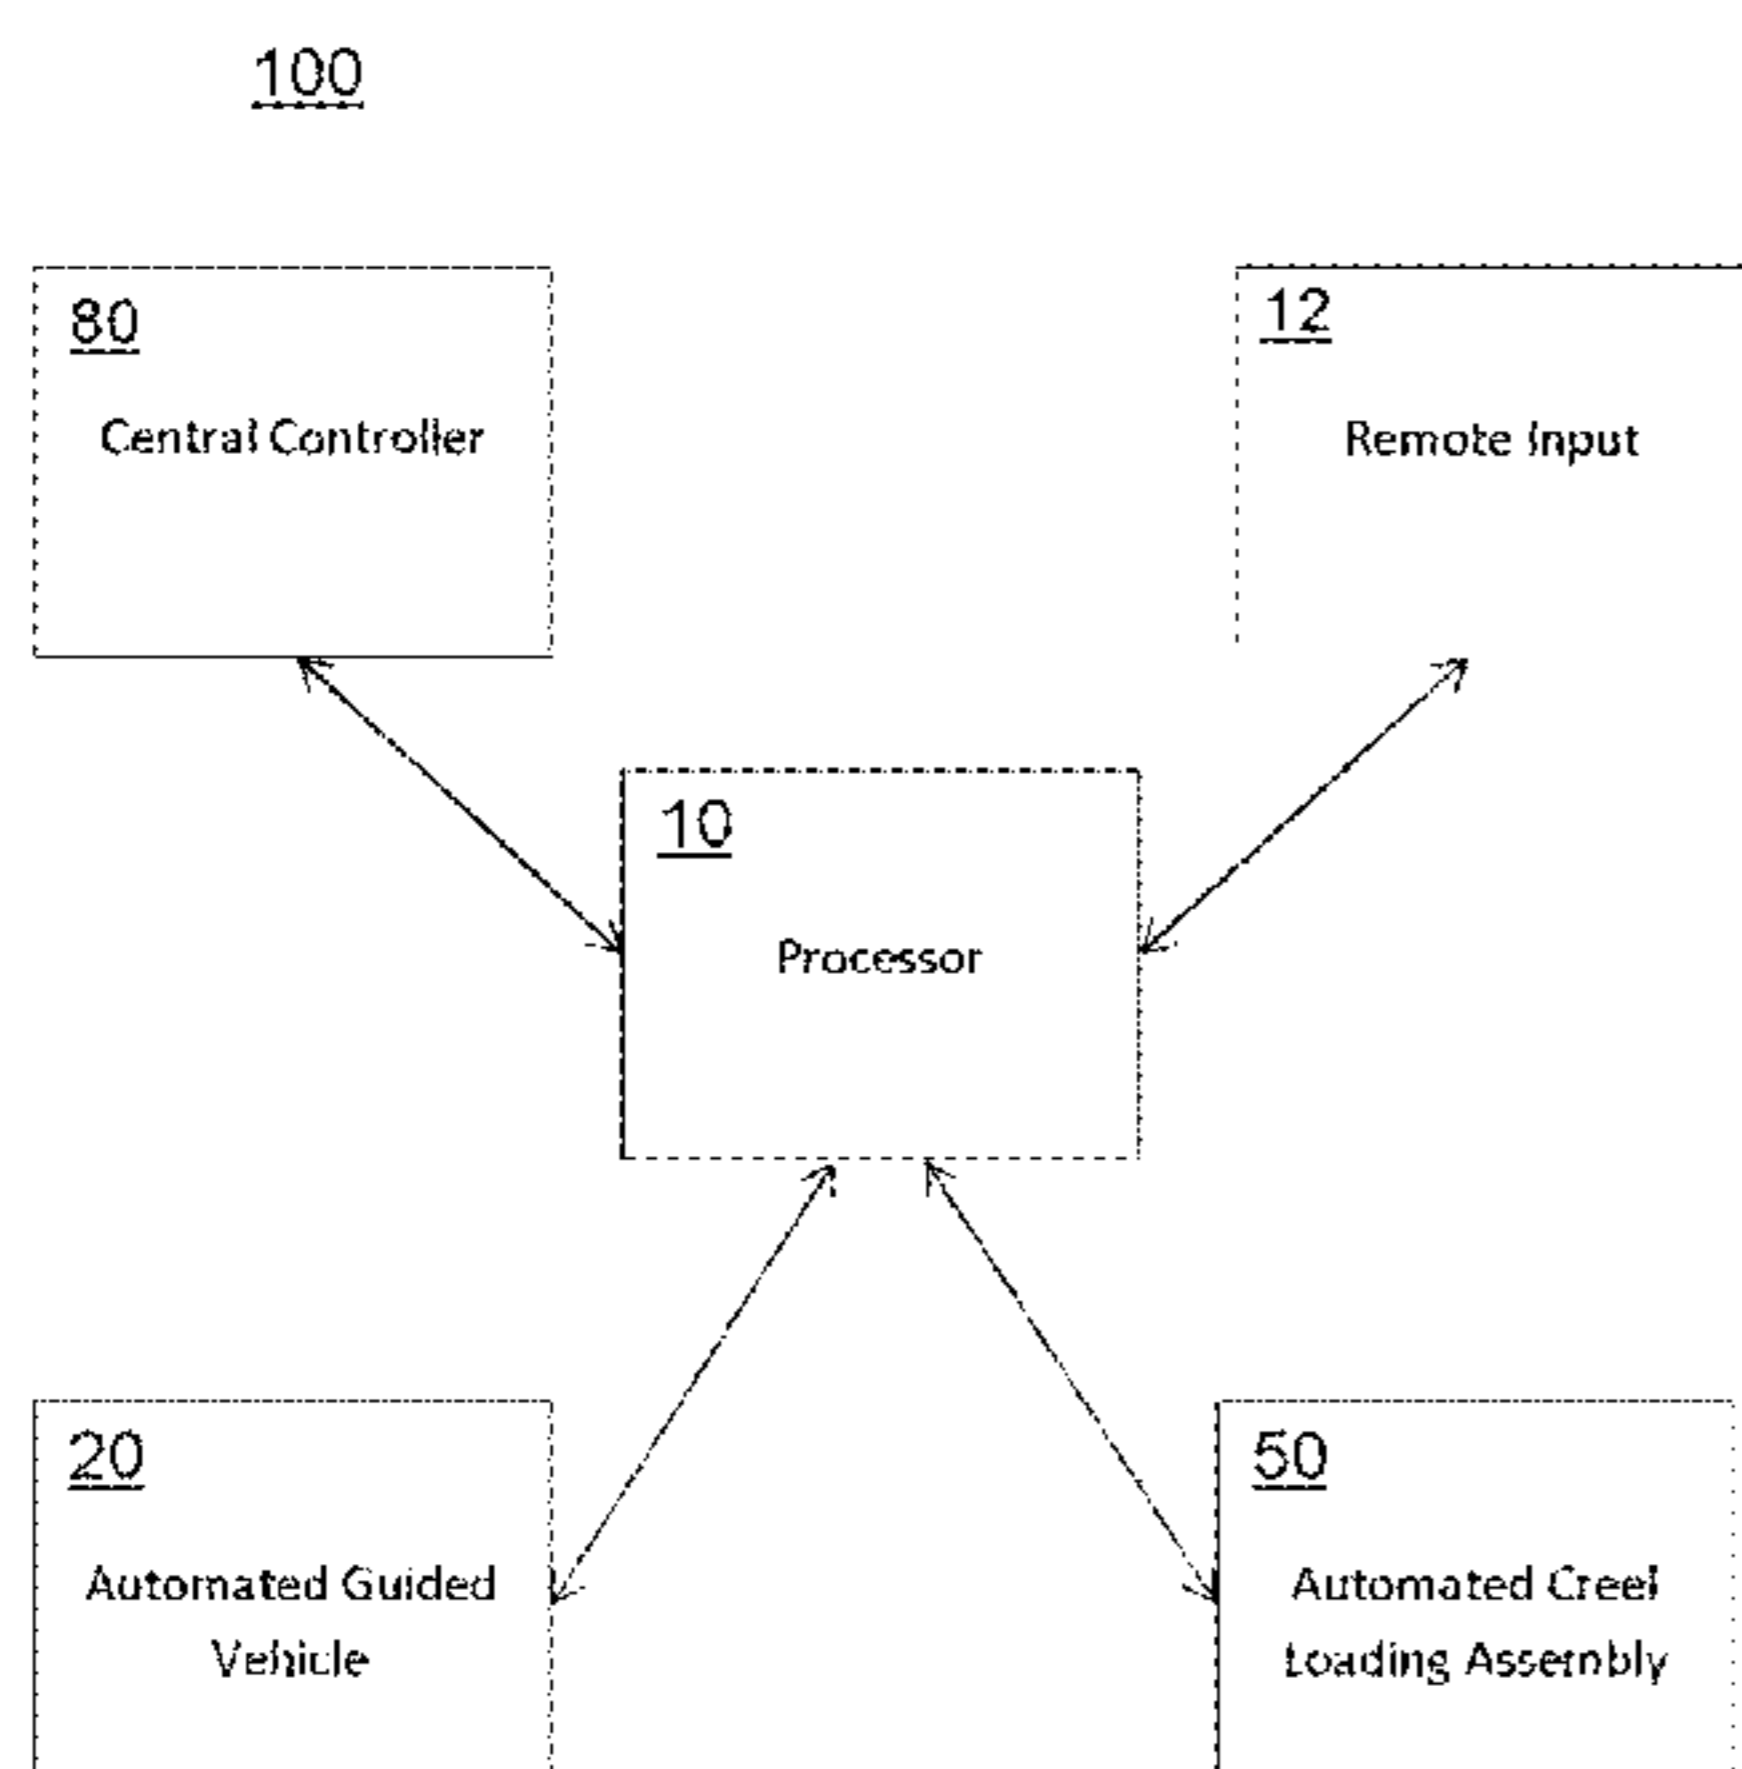 100
80
Central Controller
12
Remote Input
10
Processor
20
Automated Guided
Vehicle
50
Automated Creel
Loading Assembly